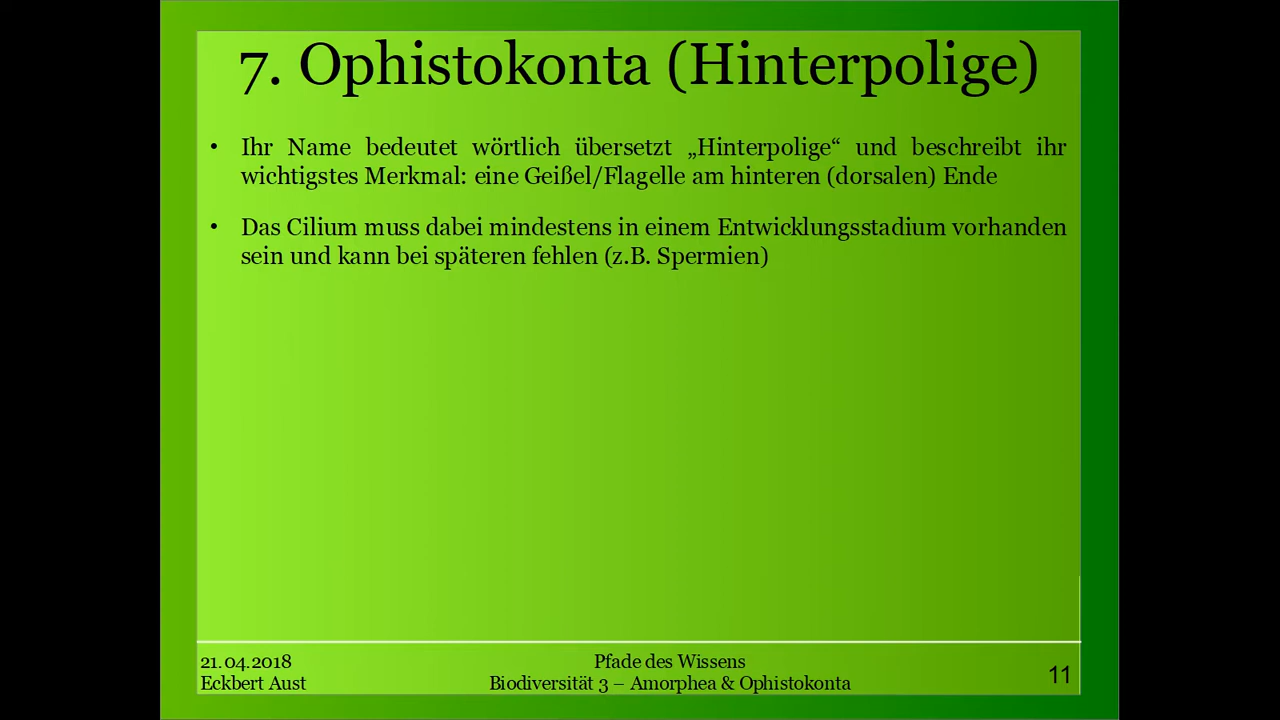 7. Ophistokonta (Hinterpolige)
• Ihr Name bedeutet wörtlich übersetzt „Hinterpolige“ und beschreibt ihr
wichtigstes Merkmal: eine Geißel/Flagelle am hinteren (dorsalen) Ende
• Das Cilium muss dabei mindestens in einem Entwicklungsstadium vorhanden
sein und kann bei späteren fehlen (z.B. Spermien)
21.04.2018
Eckbert Aust
Pfade des Wissens
Biodiversität 3 – Amorphea & Ophistokonta
11